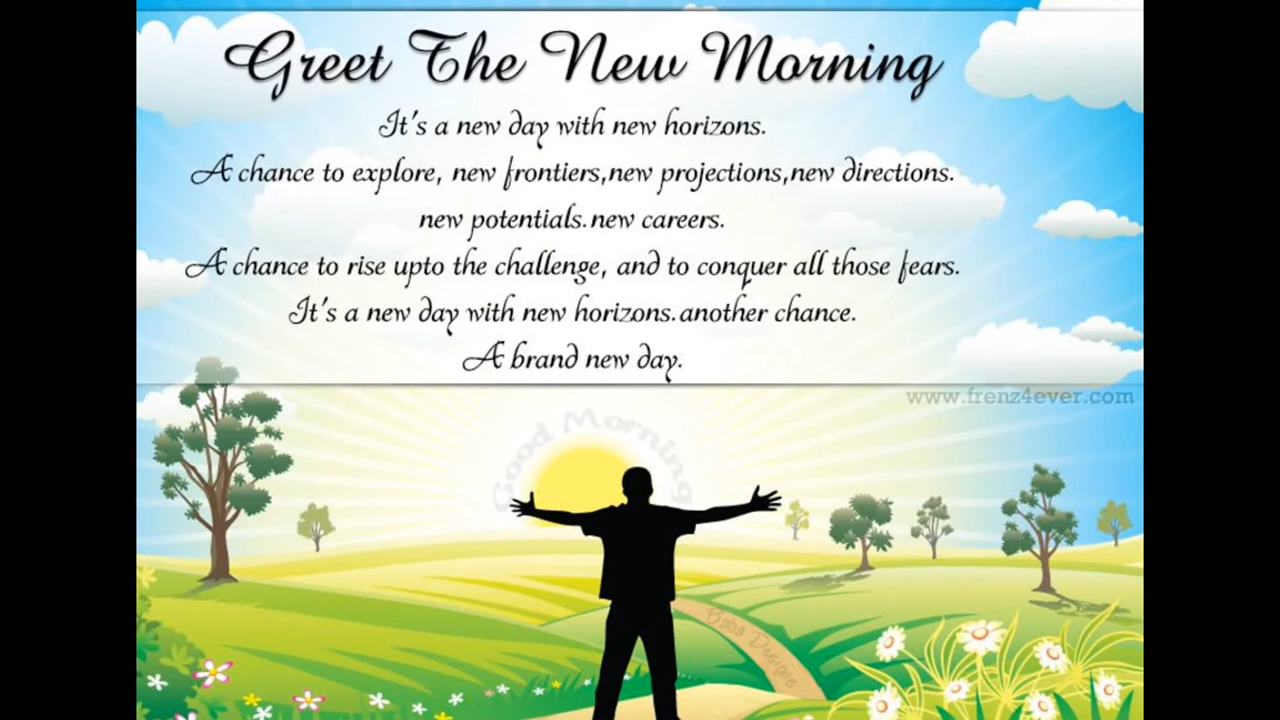 Greet The New Morning
It's a new day with new horizons.
A chance to explore, new frontiers,new projections,new directions.
new potentials.new careers.
A chance to rise upto the challenge, and to conquer all those fears.
It's a new day with new horizons.another chance.
A brand new day.
www.frenz4ever.com
Good Morning
Baba Designs